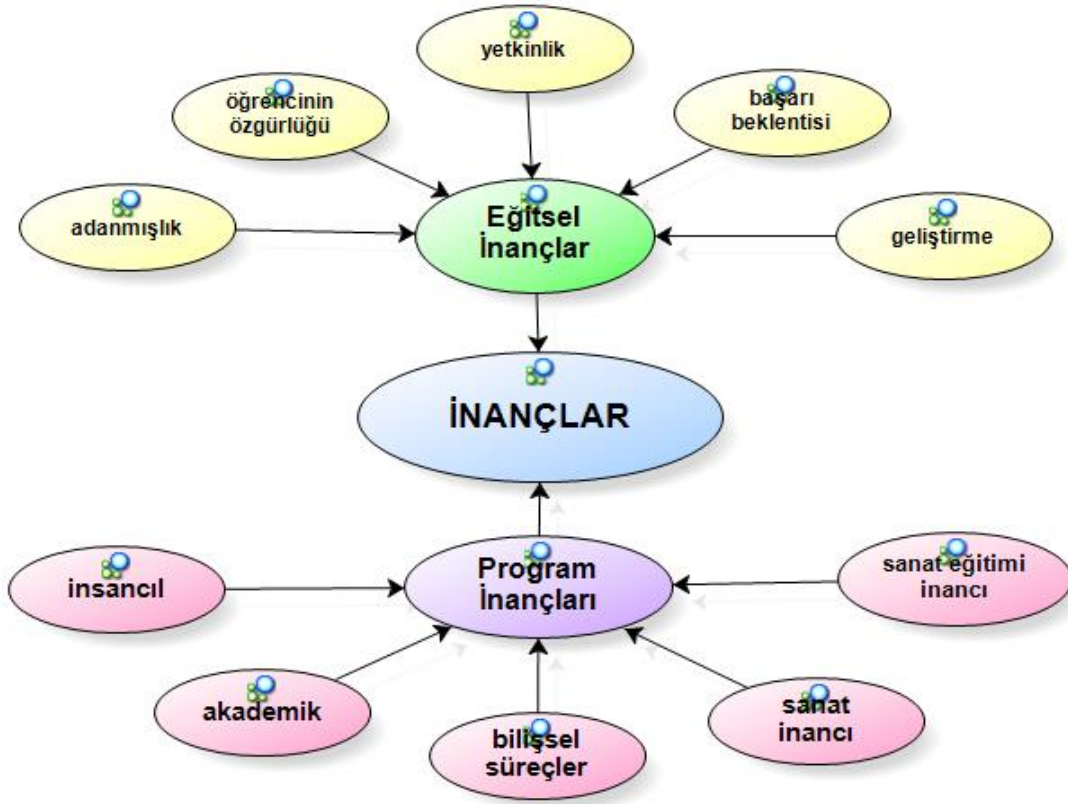 yetkinlik
öğrencinin
özgürlüğü
başarı
beklentisi
adanmışlık
Eğitsel
İnançlar
geliştirme
İNANÇLAR
insancıl
Program
İnançları
sanat eğitimi
inancı
akademik
bilişsel
süreçler
sanat
inancı